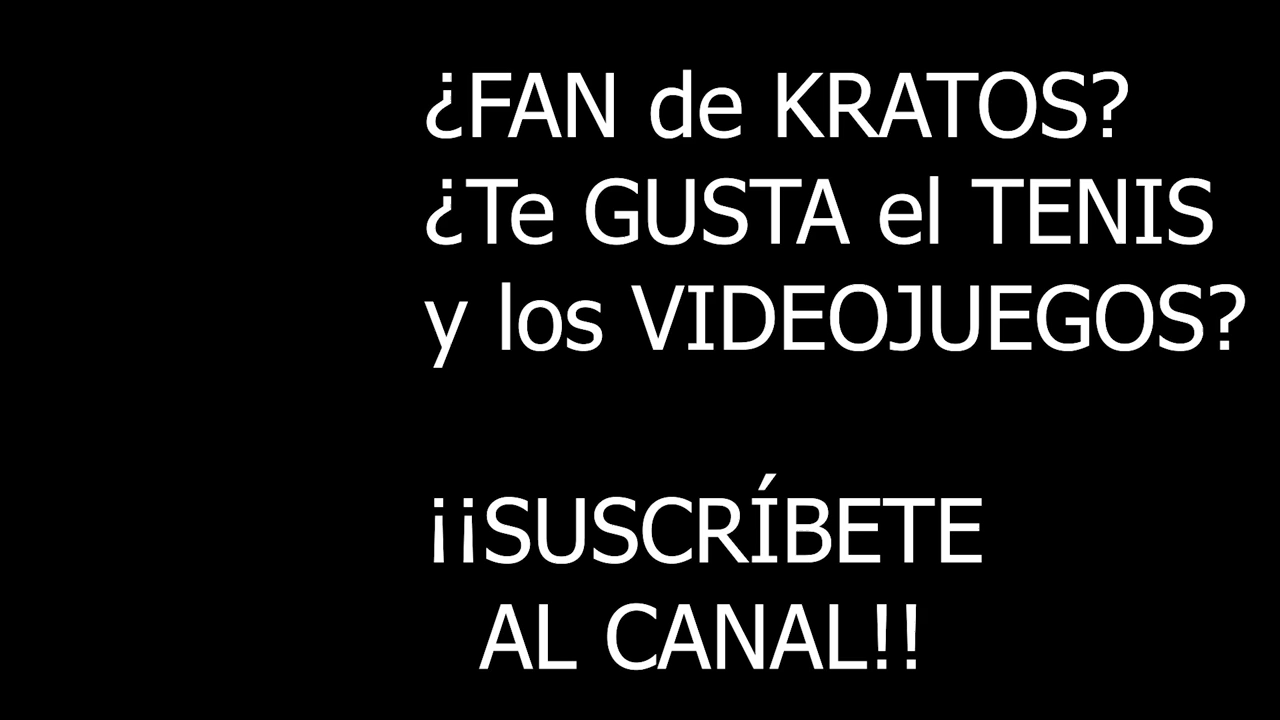 ¿FAN de KRATOS?
¿Te GUSTA el TENIS
y los VIDEOJUEGOS?
¡¡SUSCRÍBETE
AL CANAL!!